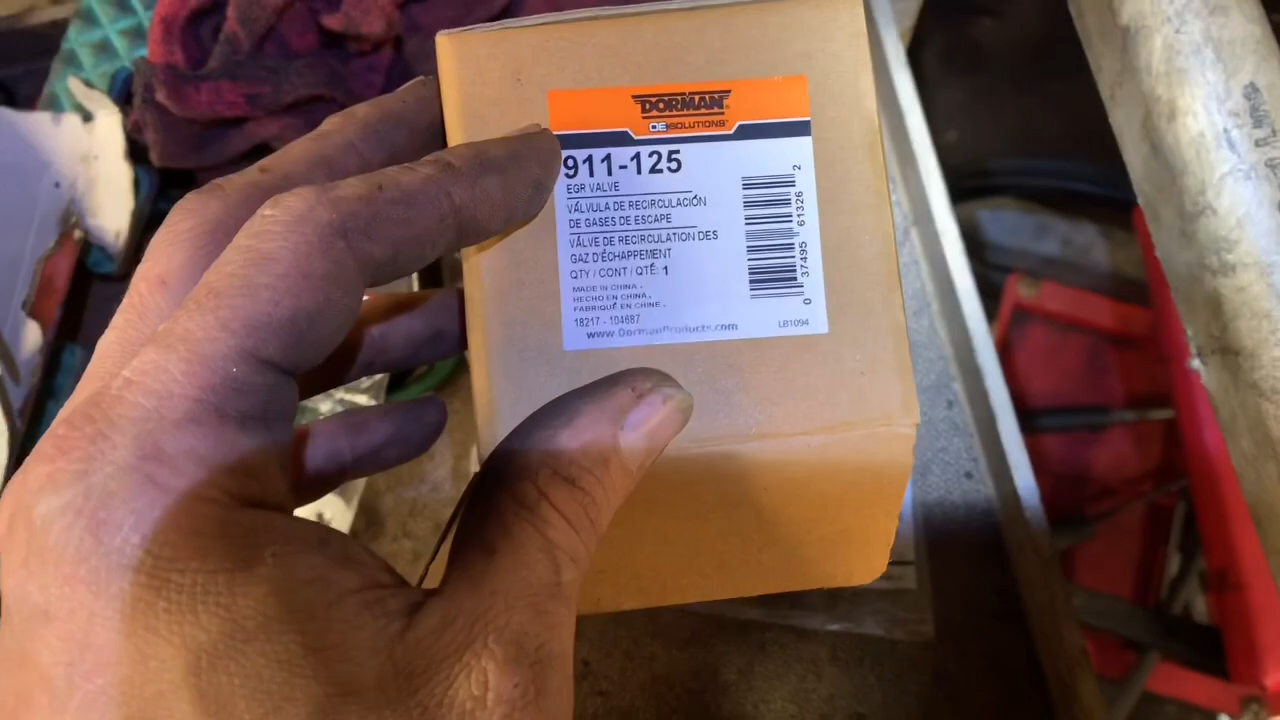 DORMAN
OE SOLUTIONS
911-125
EGR VALVE
VÁLVULA DE RECIRCULACIÓN
DE GASES DE ESCAPE
VÁLVE DE RECIRCULATION DES
GAZ D'ÉCHAPPEMENT
QTY / CONT / QTÉ: 1
MADE IN CHINA.
HECHO EN CHINA.
FABRIQUÉ EN CHINE.
18217 - 104687
www.DormanProducts.com
LB1094
0 37495 61326 2